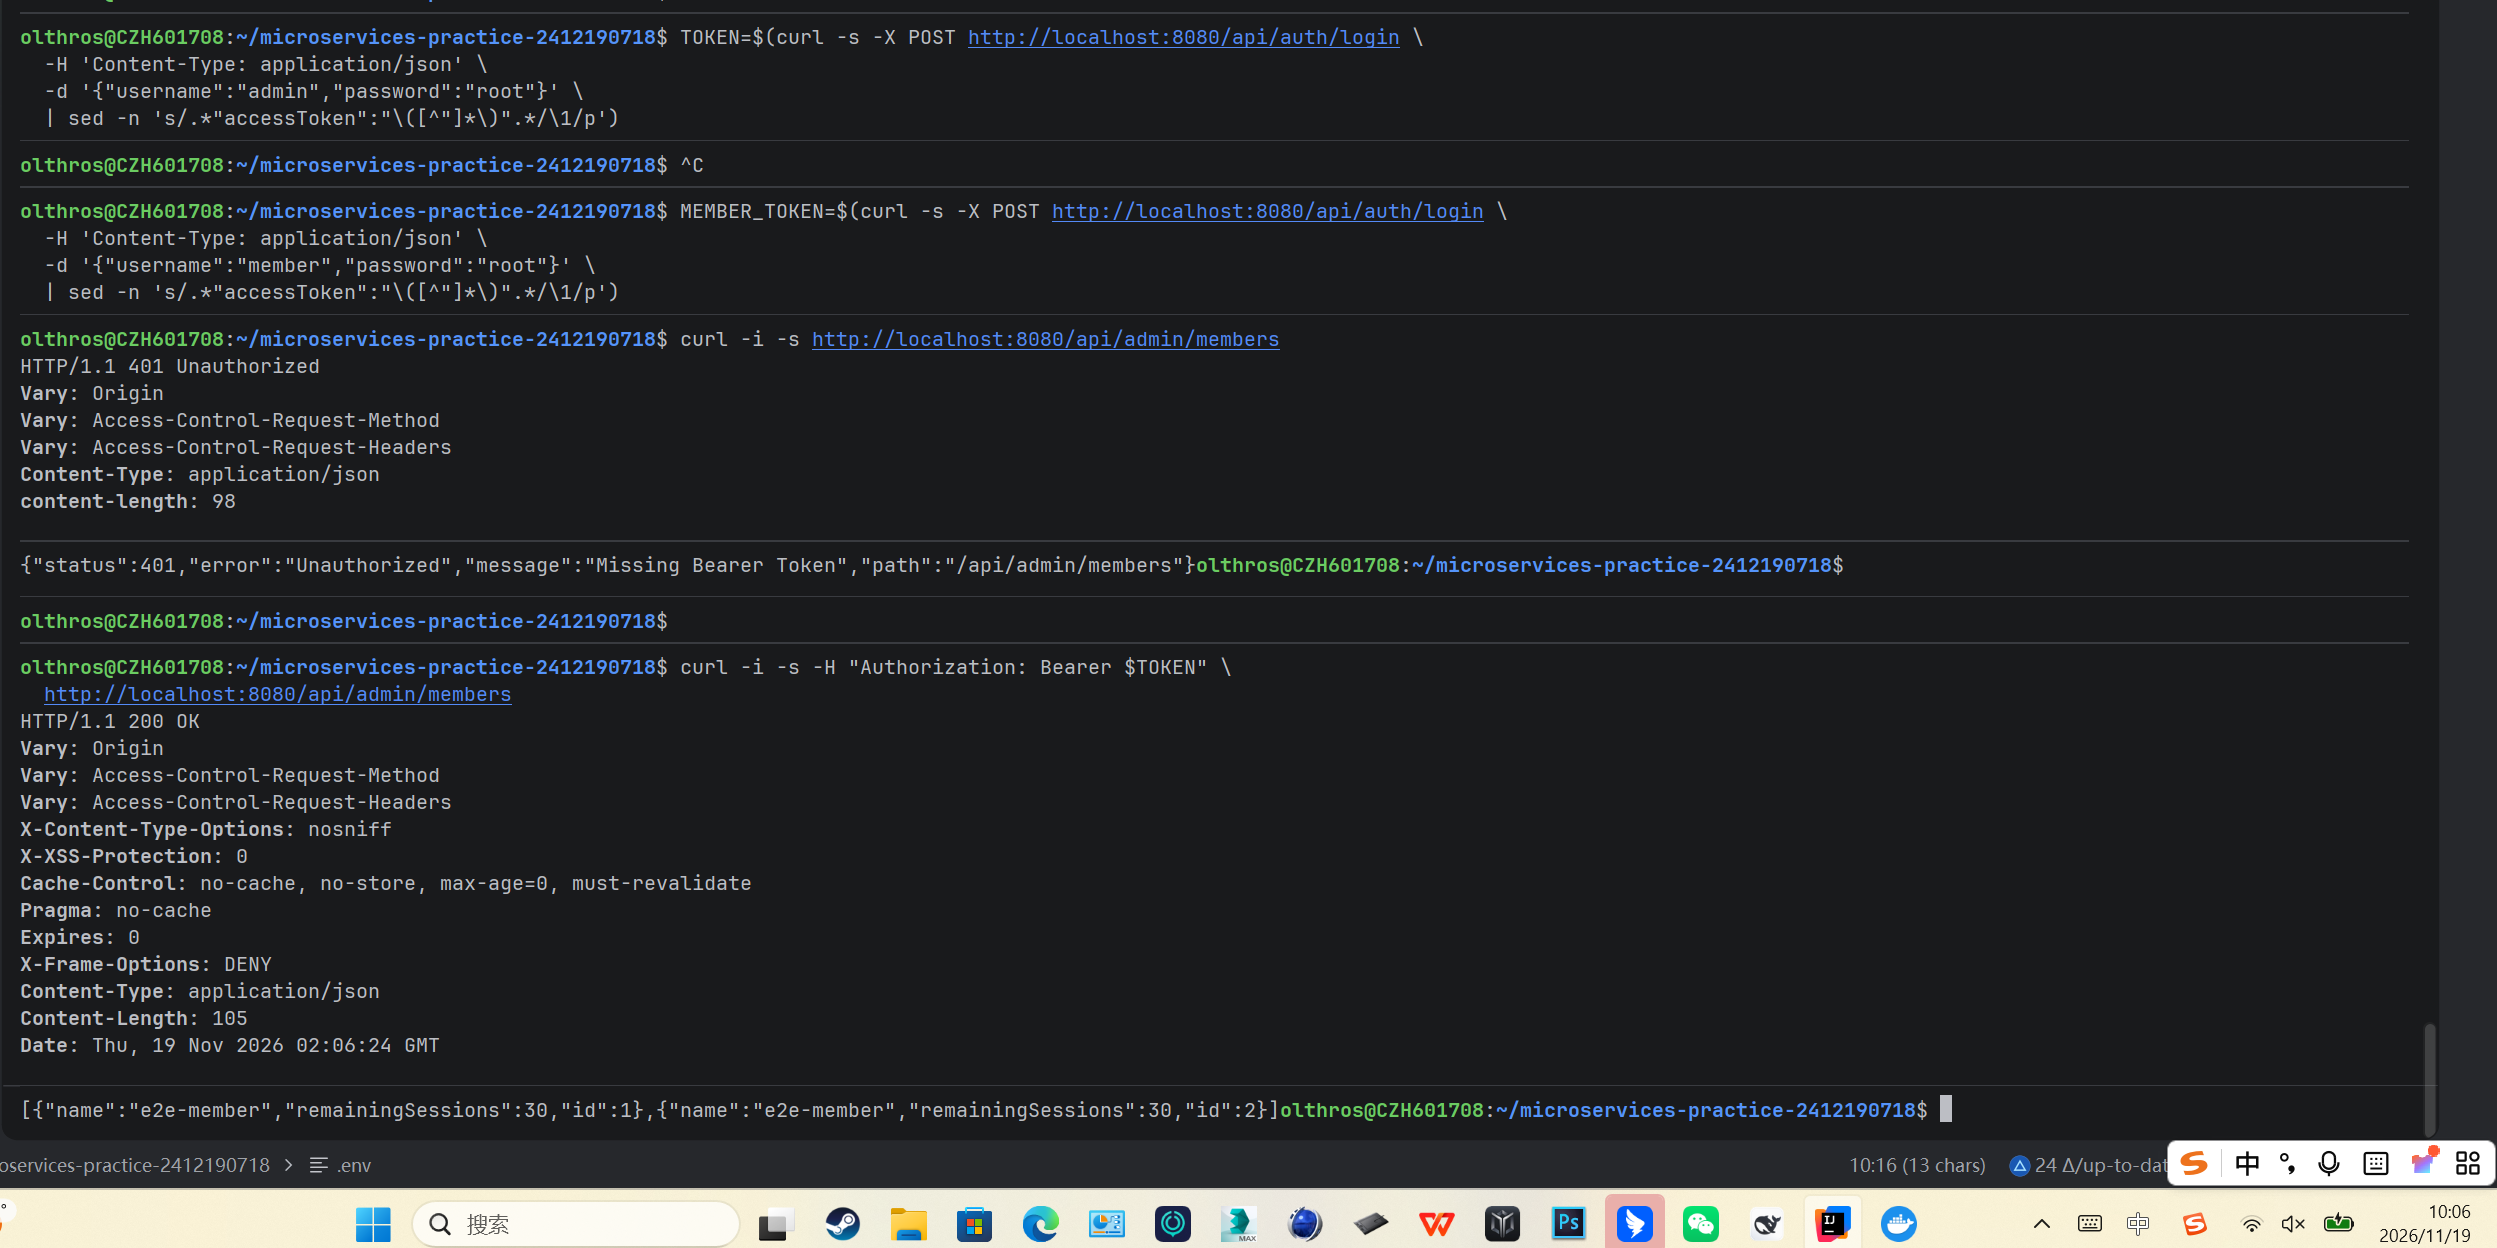 olthros@CZH601708:~/microservices-practice-2412190718$ TOKEN=$(curl -s -X POST http://localhost:8080/api/auth/login \
-H 'Content-Type: application/json' \
-d '{"username":"admin","password":"root"}' \
| sed -n 's/.*"accessToken":"\([^"]*\)".*/\1/p')
olthros@CZH601708:~/microservices-practice-2412190718$ ^C
olthros@CZH601708:~/microservices-practice-2412190718$ MEMBER_TOKEN=$(curl -s -X POST http://localhost:8080/api/auth/login \
-H 'Content-Type: application/json' \
-d '{"username":"member","password":"root"}' \
| sed -n 's/.*"accessToken":"\([^"]*\)".*/\1/p')
olthros@CZH601708:~/microservices-practice-2412190718$ curl -i -s http://localhost:8080/api/admin/members
HTTP/1.1 401 Unauthorized
Vary: Origin
Vary: Access-Control-Request-Method
Vary: Access-Control-Request-Headers
Content-Type: application/json
content-length: 98
{"status":401,"error":"Unauthorized","message":"Missing Bearer Token","path":"/api/admin/members"}olthros@CZH601708:~/microservices-practice-2412190718$
olthros@CZH601708:~/microservices-practice-2412190718$
olthros@CZH601708:~/microservices-practice-2412190718$ curl -i -s -H "Authorization: Bearer $TOKEN" \
http://localhost:8080/api/admin/members
HTTP/1.1 200 OK
Vary: Origin
Vary: Access-Control-Request-Method
Vary: Access-Control-Request-Headers
X-Content-Type-Options: nosniff
X-XSS-Protection: 0
Cache-Control: no-cache, no-store, max-age=0, must-revalidate
Pragma: no-cache
Expires: 0
X-Frame-Options: DENY
Content-Type: application/json
Content-Length: 105
Date: Thu, 19 Nov 2026 02:06:24 GMT
[{"name":"e2e-member","remainingSessions":30,"id":1},{"name":"e2e-member","remainingSessions":30,"id":2}]olthros@CZH601708:~/microservices-practice-2412190718$
oservices-practice-2412190718 > .env
10:16 (13 chars) 24 Δ/up-to-dat
中
搜索
MAX
Ps
IJ
中
10:06
2026/11/19